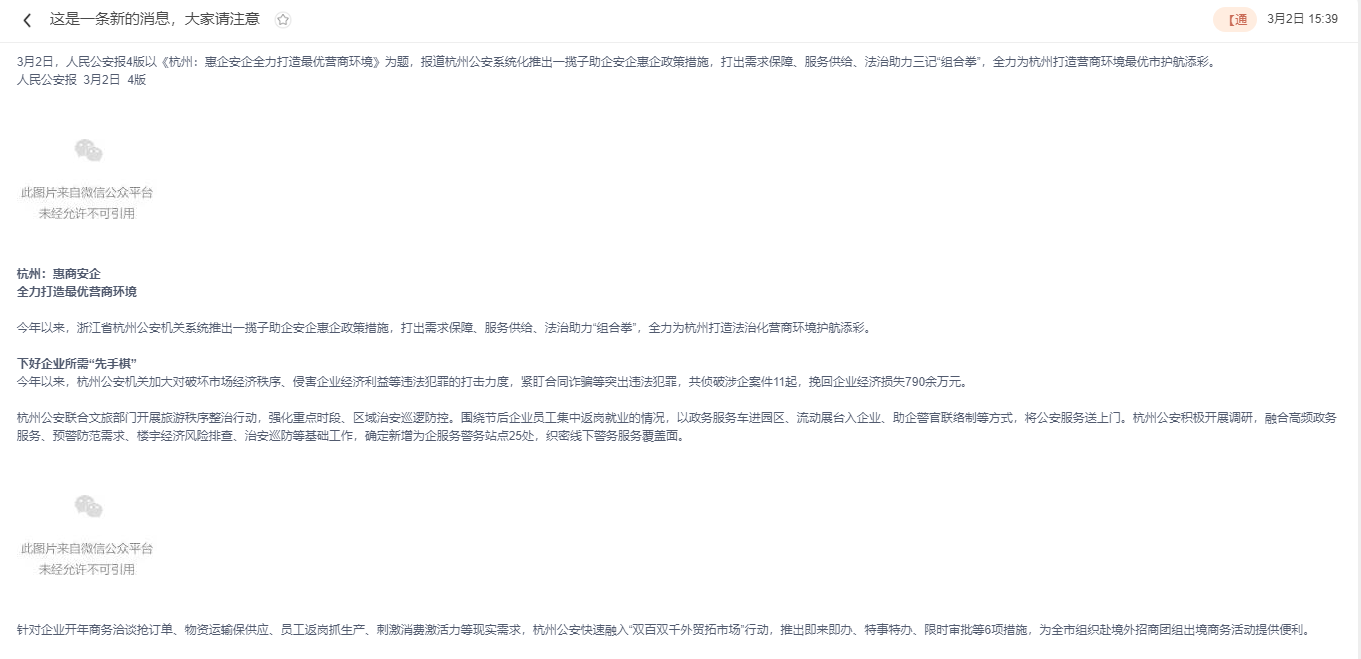 这是一条新的消息，大家请注意
【通
3月2日 15:39
3月2日，人民公安报4版以《杭州：惠企安企全力打造最优营商环境》为题，报道杭州公安系统化推出一揽子助企安企惠企政策措施，打出需求保障、服务供给、法治助力三记“组合拳”，全力为杭州打造营商环境最优市护航添彩。
人民公安报 3月2日 4版
此图片来自微信公众平台
未经允许不可引用
杭州：惠商安企
全力打造最优营商环境
今年以来，浙江省杭州公安机关系统推出一揽子助企安企惠企政策措施，打出需求保障、服务供给、法治助力“组合拳”，全力为杭州打造法治化营商环境护航添彩。
下好企业所需“先手棋”
今年以来，杭州公安机关加大对破坏市场经济秩序、侵害企业经济利益等违法犯罪的打击力度，紧盯合同诈骗等突出违法犯罪，共侦破涉企案件11起，挽回企业经济损失790余万元。
杭州公安联合文旅部门开展旅游秩序整治行动，强化重点时段、区域治安巡逻防控。围绕节后企业员工集中返岗就业的情况，以政务服务车进园区、流动展台入企业、助企警官联络制等方式，将公安服务送上门。杭州公安积极开展调研，融合高频政务
服务、预警防范需求、楼宇经济风险排查、治安巡防等基础工作，确定新增为企服务警务站点25处，织密线下警务服务覆盖面。
此图片来自微信公众平台
未经允许不可引用
针对企业开年商务洽谈抢订单、物资运输保供应、员工返岗抓生产、刺激消费激活力等现实需求，杭州公安快速融入“双百双千外贸拓市场”行动，推出即来即办、特事特办、限时审批等6项措施，为全市组织赴境外招商团组出境商务活动提供便利。